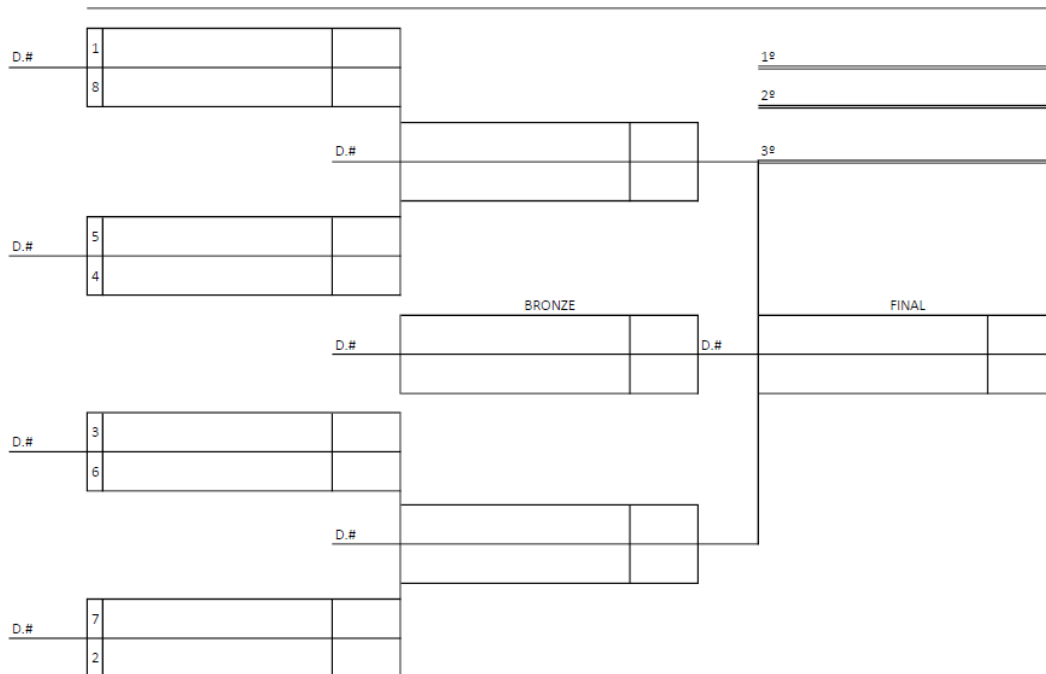 D.# 1
8
1º
2º
D.# 3º
D.# 5
4
BRONZE FINAL
D.# D.#
D.# 3
6
D.#
D.# 7
2